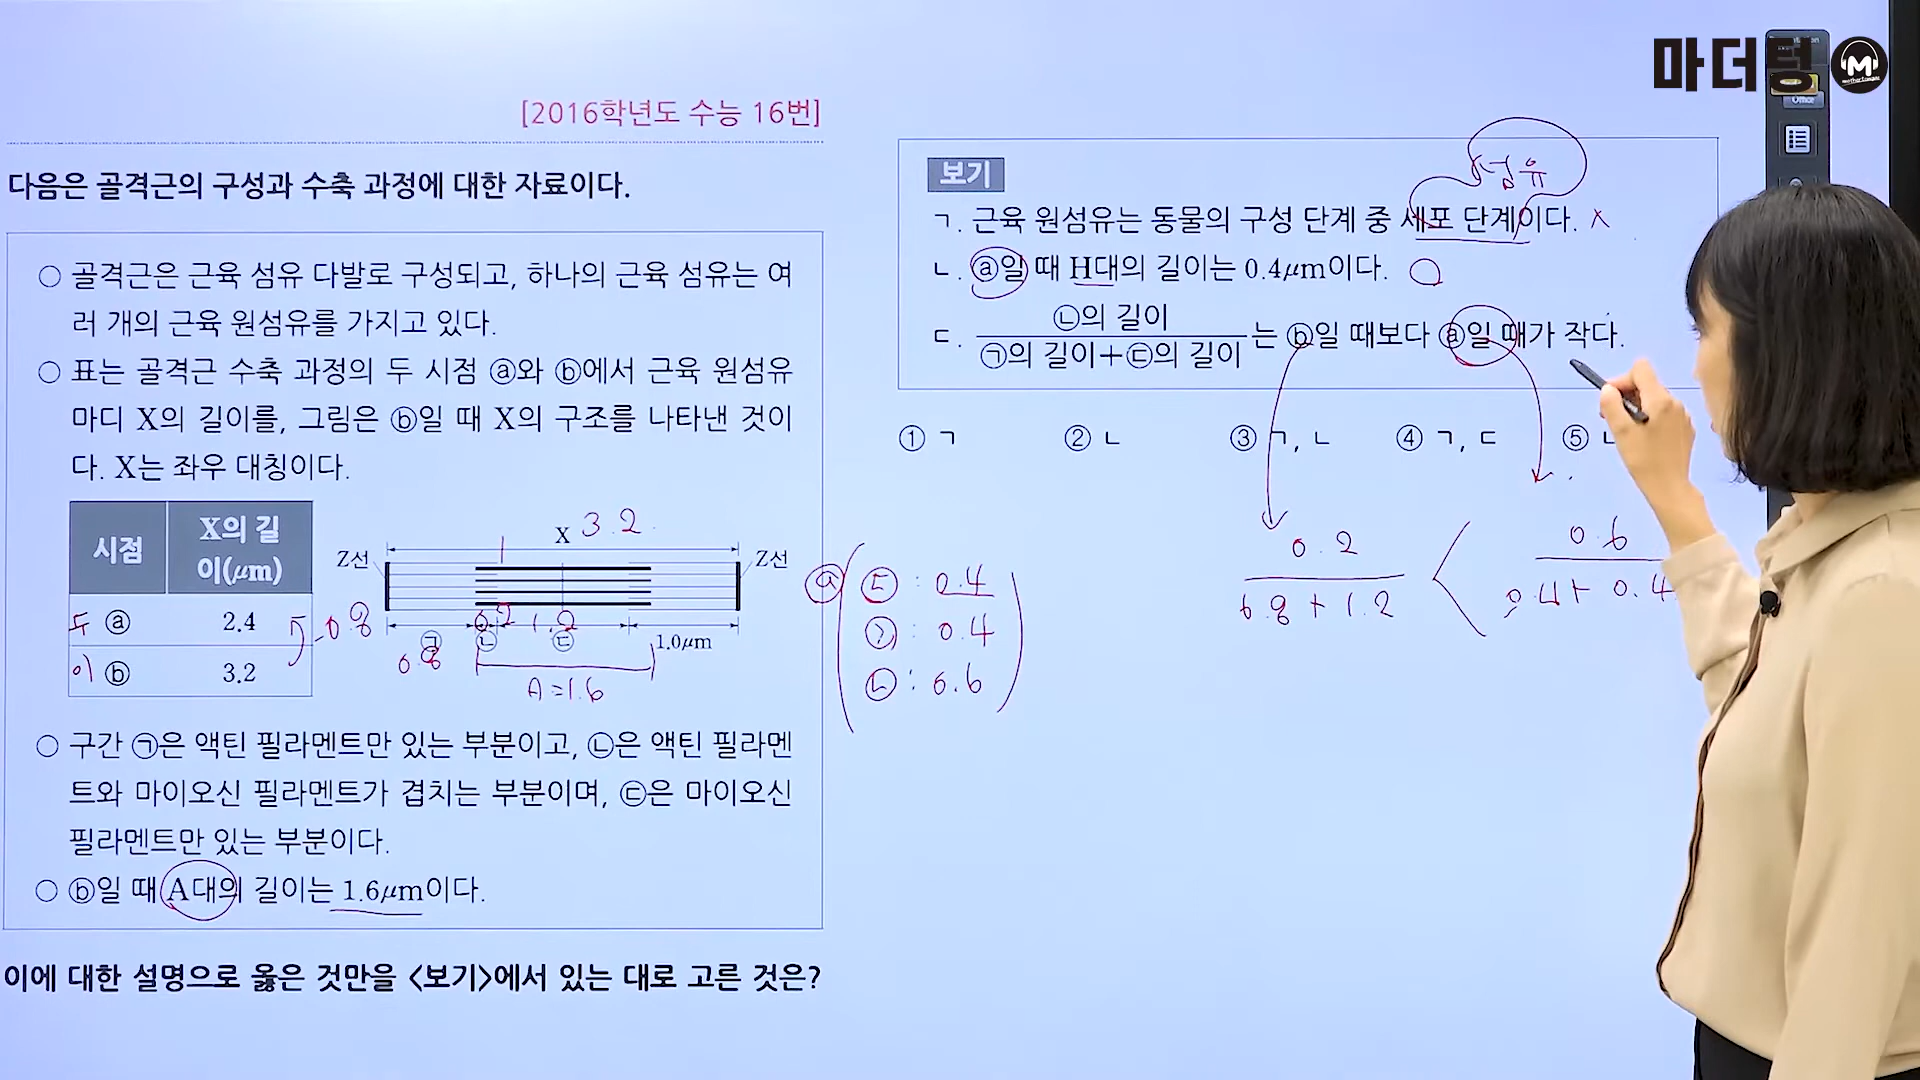 마더텅
[2016학년도 수능 16번]
다음은 골격근의 구성과 수축 과정에 대한 자료이다.
○ 골격근은 근육 섬유 다발로 구성되고, 하나의 근육 섬유는 여
러 개의 근육 원섬유를 가지고 있다.
○ 표는 골격근 수축 과정의 두 시점 ⓐ와 ⓑ에서 근육 원섬유
마디 X의 길이를, 그림은 ⓑ일 때 X의 구조를 나타낸 것이
다. X는 좌우 대칭이다.
시점 X의 길이(μm)
ⓐ 2.4
ⓑ 3.2
-0.8
X 3.2
Z선 Z선
㉠ ㉡ ㉢ 1.0μm
0.8 0.2 1.2
A=1.6
○ 구간 ㉠은 액틴 필라멘트만 있는 부분이고, ㉡은 액틴 필라멘
트와 마이오신 필라멘트가 겹치는 부분이며, ㉢은 마이오신
필라멘트만 있는 부분이다.
○ ⓑ일 때 A대의 길이는 1.6μm이다.
이에 대한 설명으로 옳은 것만을 <보기>에서 있는 대로 고른 것은?
보기
섬유
ㄱ. 근육 원섬유는 동물의 구성 단계 중 세포 단계이다. X
ㄴ. ⓐ일 때 H대의 길이는 0.4μm이다. ○
ㄷ. ㉡의 길이 / ㉠의 길이+㉢의 길이 는 ⓑ일 때보다 ⓐ일 때가 작다.
① ㄱ ② ㄴ ③ ㄱ, ㄴ ④ ㄱ, ㄷ ⑤ ㄴ
ⓐ ㉢ : 0.4
㉠ : 0.4
㉡ : 0.6
0.2 < 0.6
0.8 + 1.2 0.4 + 0.4